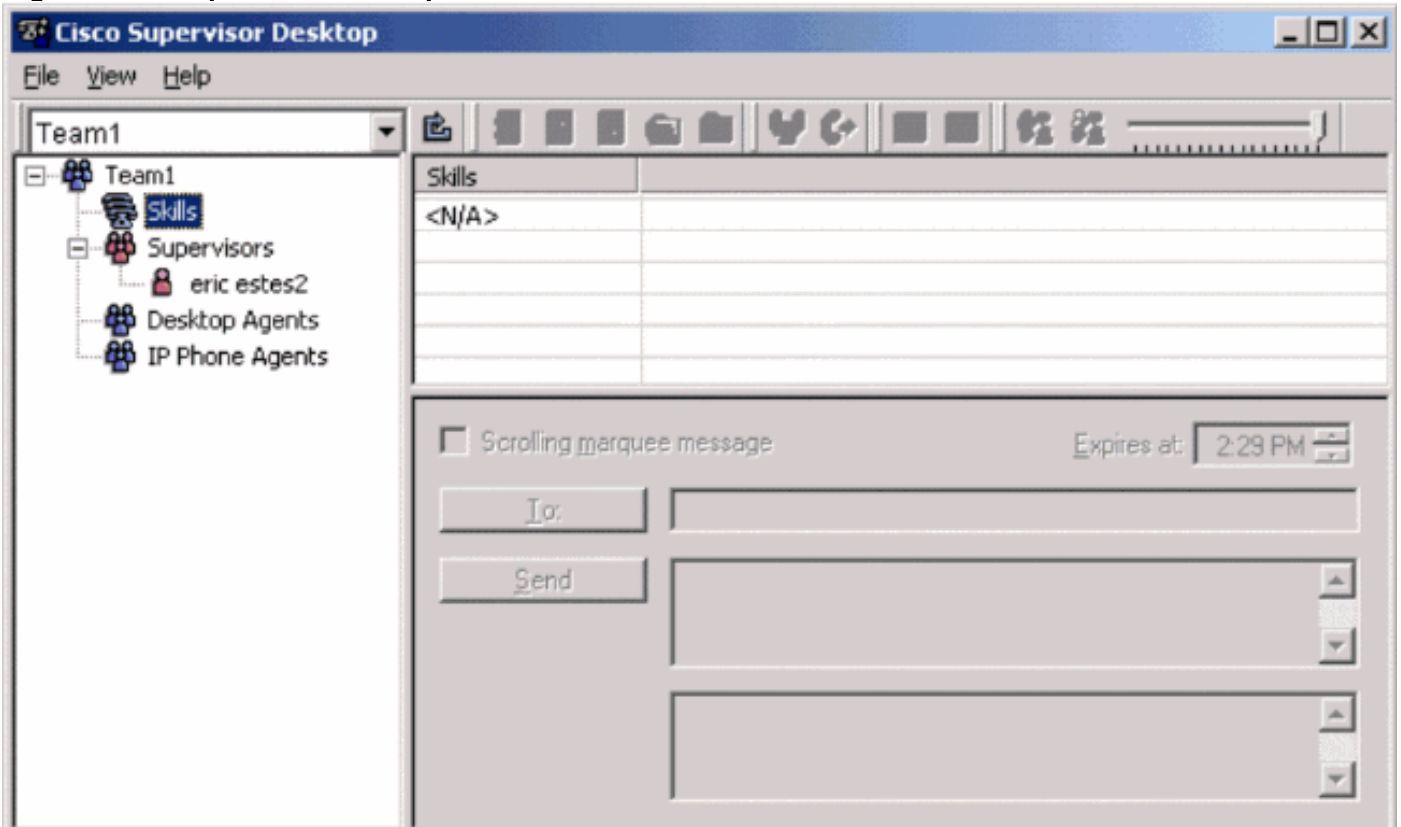 Cisco Supervisor Desktop
File View Help
Team1
Team1
Skills
Supervisors
eric estes2
Desktop Agents
IP Phone Agents
Skills
<N/A>
Scrolling marquee message
Expires at: 2:29 PM
To:
Send